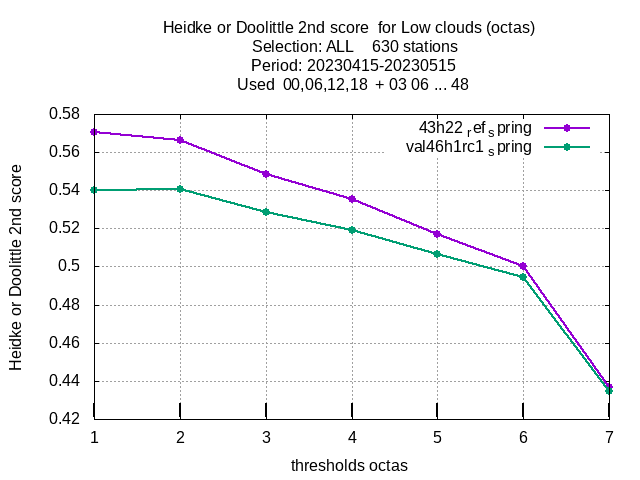 Heidke or Doolittle 2nd score  for Low clouds (octas)
Selection: ALL    630 stations
Period: 20230415-20230515
Used  00,06,12,18  + 03 06 ... 48
43h22 ref spring
val46h1rc1 spring
Heidke or Doolittle 2nd score
0.58
0.56
0.54
0.52
0.5
0.48
0.46
0.44
0.42
1 2 3 4 5 6 7
thresholds octas